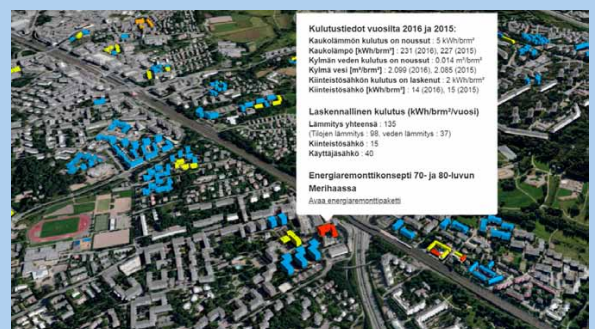 Kulutustiedot vuosilta 2016 ja 2015:
Kaukolämmön kulutus on noussut : 5 kWh/brm²
Kaukolämpö [kWh/brm²] : 231 (2016), 227 (2015)
Kylmän veden kulutus on noussut : 0.014 m³/brm²
Kylmä vesi [m³/brm²] : 2.099 (2016), 2.085 (2015)
Kiinteistösähkön kulutus on laskenut : 2 kWh/brm²
Kiinteistösähkö [kWh/brm²] : 14 (2016), 15 (2015)
Laskennallinen kulutus (kWh/brm²/vuosi)
Lämmitys yhteensä : 135
(Tilojen lämmitys : 98, veden lämmitys : 37)
Kiinteistösähkö : 15
Käyttäjäsähkö : 40
Energiaremonttikonsepti 70- ja 80-luvun
Merihaassa
Avaa energiaremonttipaketti